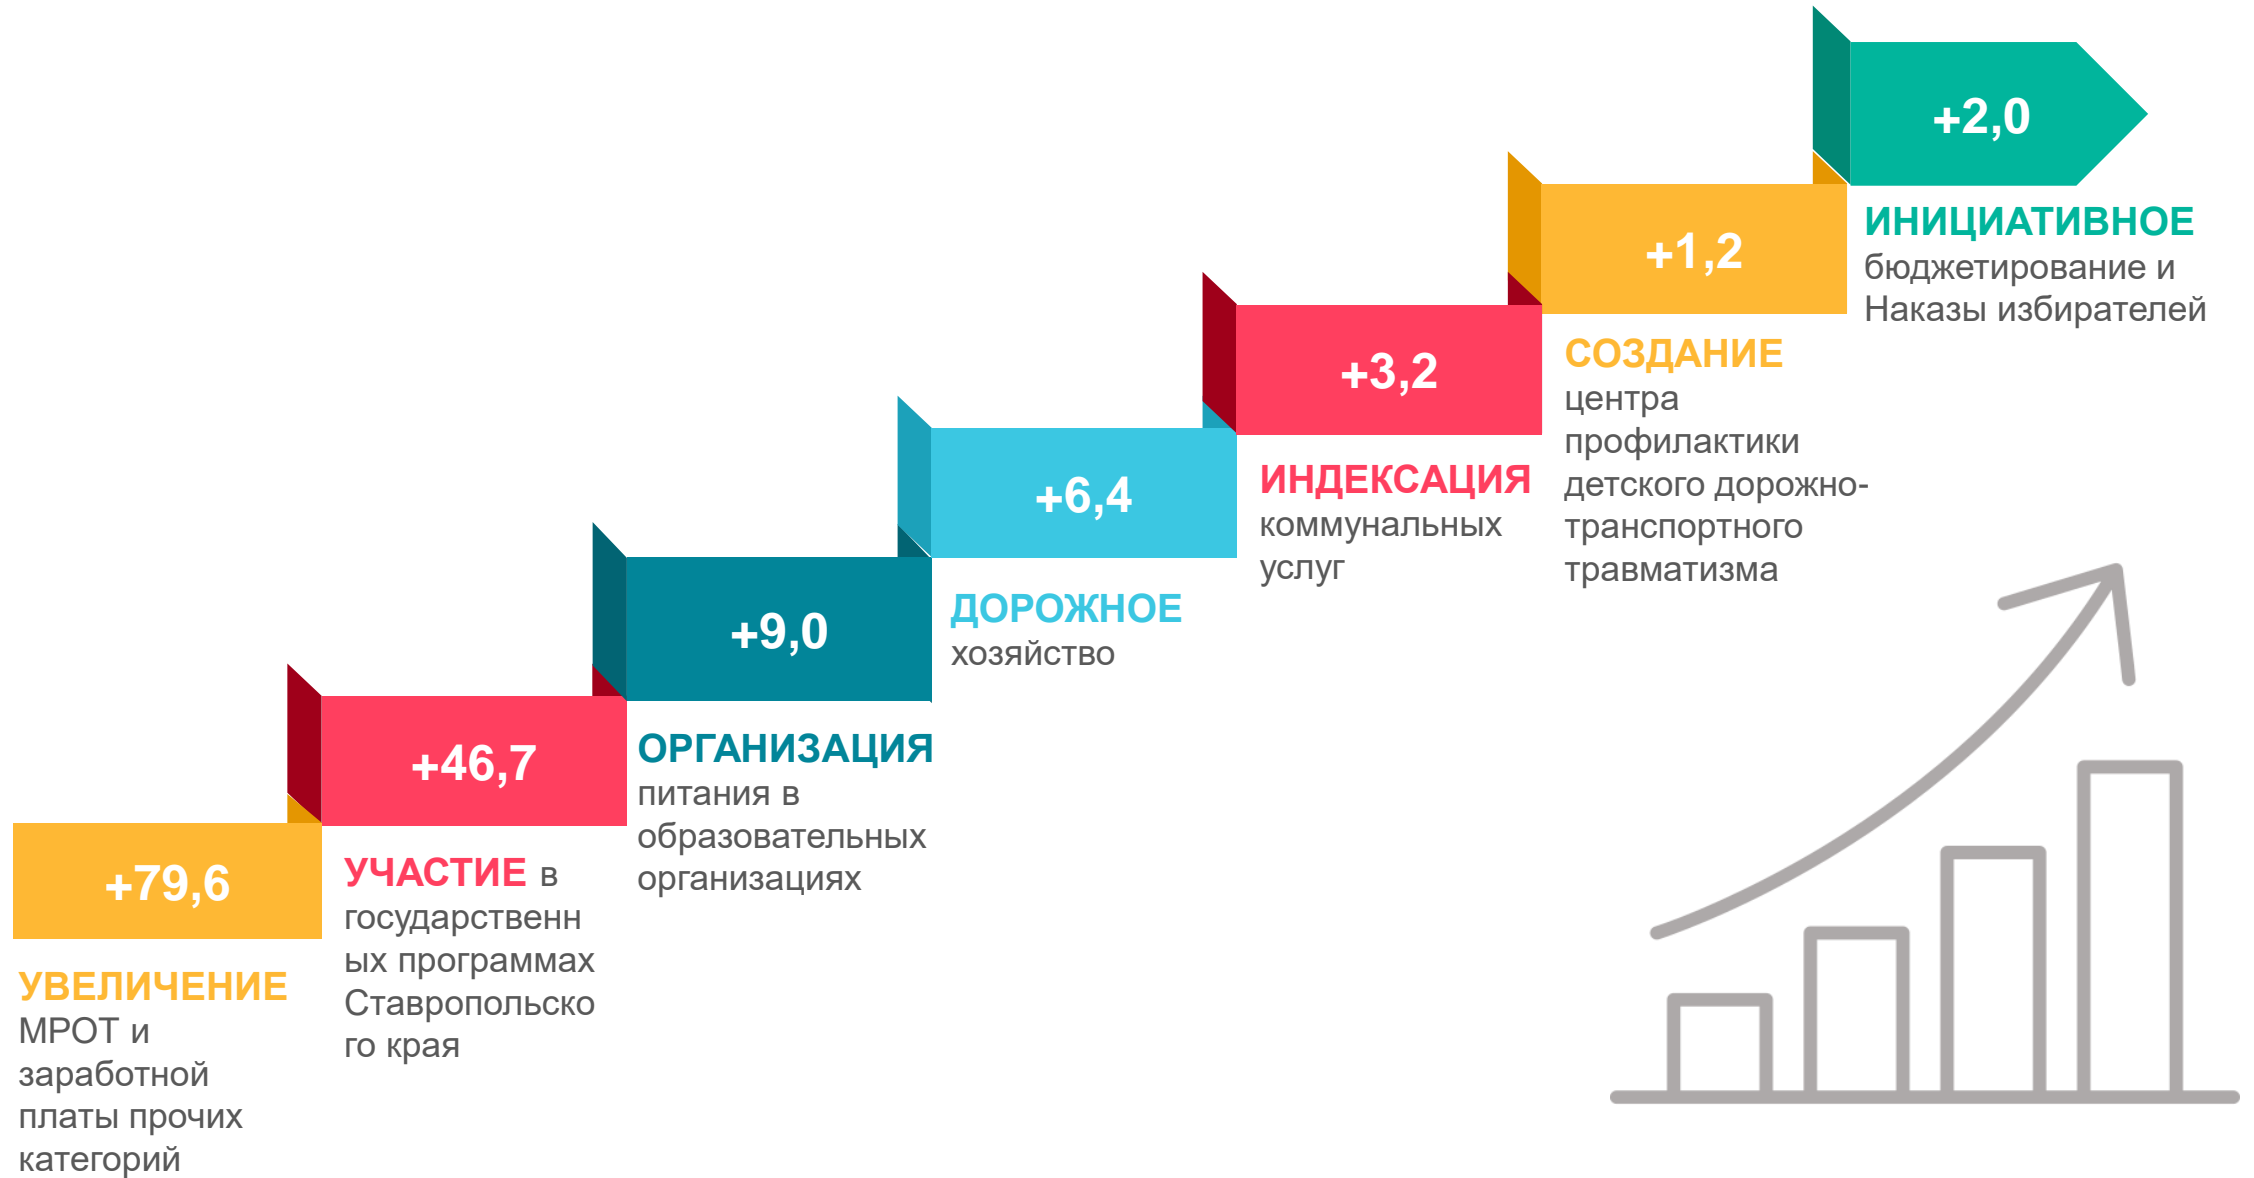 +79,6
УВЕЛИЧЕНИЕ
МРОТ и
заработной
платы прочих
категорий
+46,7
УЧАСТИЕ в
государственн
ых программах
Ставропольско
го края
+9,0
ОРГАНИЗАЦИЯ
питания в
образовательных
организациях
+6,4
ДОРОЖНОЕ
хозяйство
+3,2
ИНДЕКСАЦИЯ
коммунальных
услуг
+1,2
СОЗДАНИЕ
центра
профилактики
детского дорожно-
транспортного
травматизма
+2,0
ИНИЦИАТИВНОЕ
бюджетирование и
Наказы избирателей